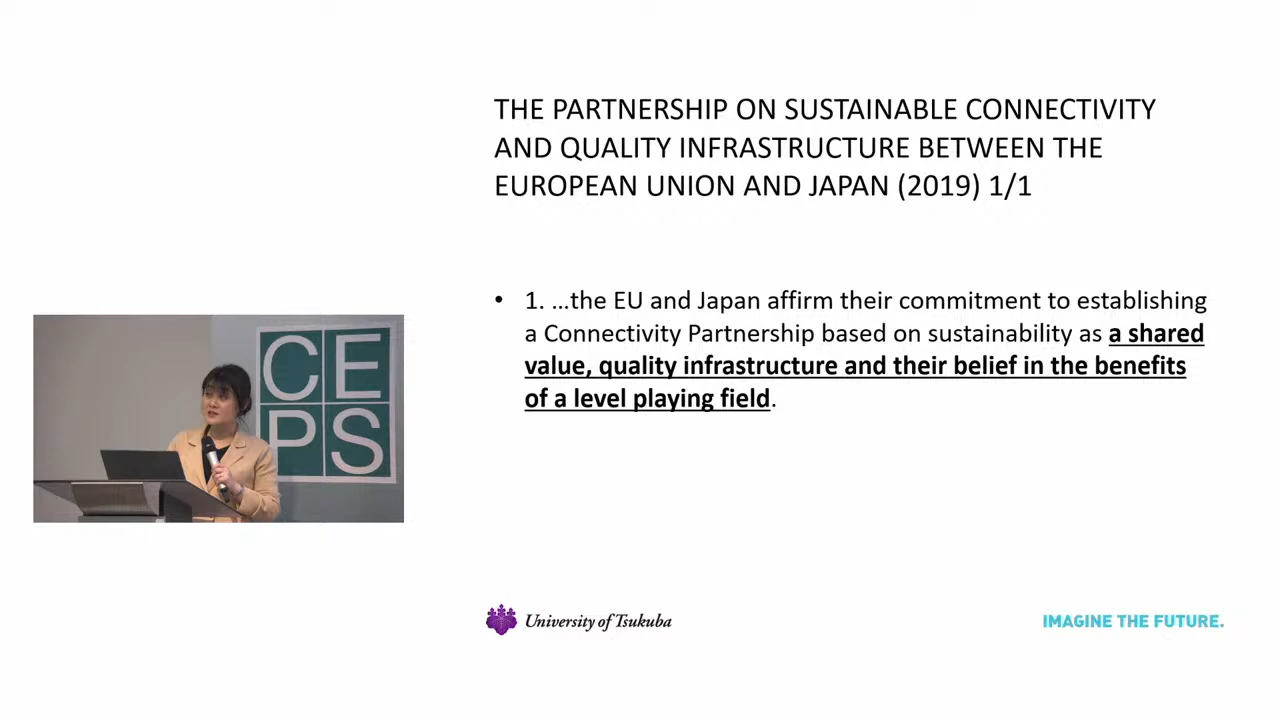 THE PARTNERSHIP ON SUSTAINABLE CONNECTIVITY
AND QUALITY INFRASTRUCTURE BETWEEN THE
EUROPEAN UNION AND JAPAN (2019) 1/1
• 1. …the EU and Japan affirm their commitment to establishing
a Connectivity Partnership based on sustainability as a shared
value, quality infrastructure and their belief in the benefits
of a level playing field.
CE
PS
University of Tsukuba
IMAGINE THE FUTURE.